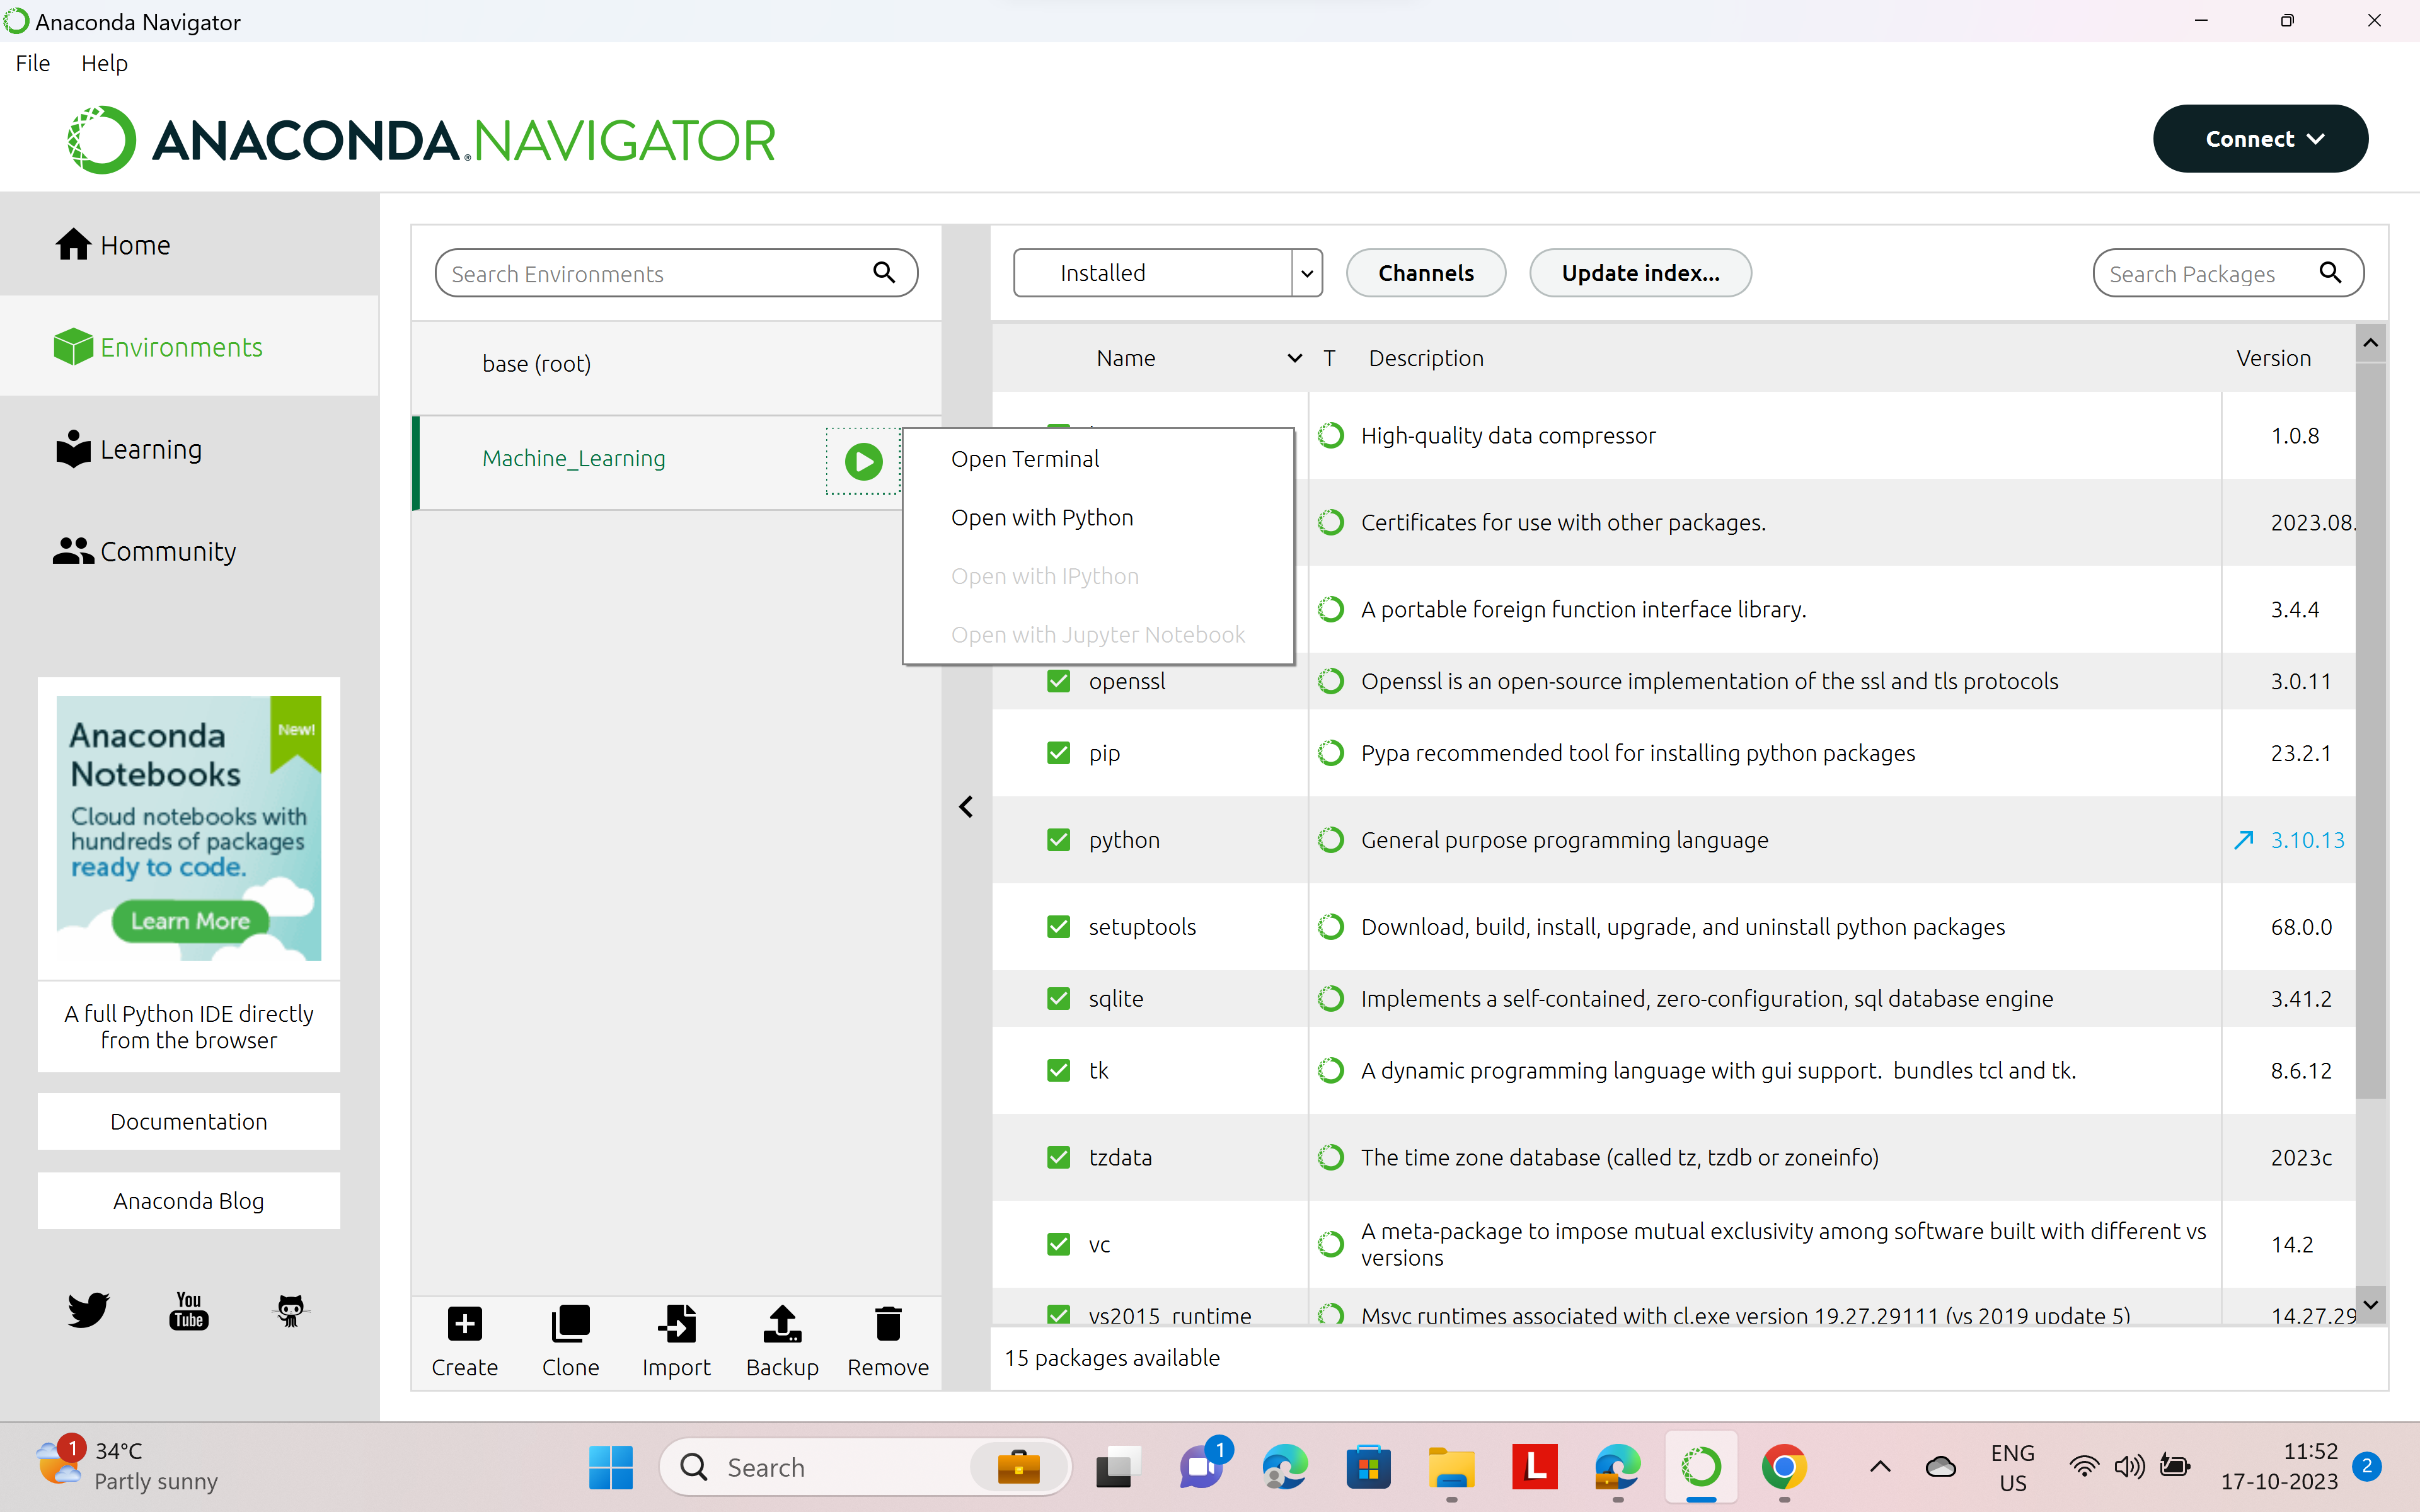 Anaconda Navigator
File Help
ANACONDA.NAVIGATOR
Connect
Home
Environments
Learning
Community
Anaconda
Notebooks
New!
Cloud notebooks with
hundreds of packages
ready to code.
Learn More
A full Python IDE directly
from the browser
Documentation
Anaconda Blog
You
Tube
Search Environments
base (root)
Machine_Learning
Open Terminal
Open with Python
Open with IPython
Open with Jupyter Notebook
Create Clone Import Backup Remove
Installed Channels Update index... Search Packages
Name T Description Version
High-quality data compressor 1.0.8
Certificates for use with other packages. 2023.08.
A portable foreign function interface library. 3.4.4
openssl Openssl is an open-source implementation of the ssl and tls protocols 3.0.11
pip Pypa recommended tool for installing python packages 23.2.1
python General purpose programming language 3.10.13
setuptools Download, build, install, upgrade, and uninstall python packages 68.0.0
sqlite Implements a self-contained, zero-configuration, sql database engine 3.41.2
tk A dynamic programming language with gui support. bundles tcl and tk. 8.6.12
tzdata The time zone database (called tz, tzdb or zoneinfo) 2023c
vc A meta-package to impose mutual exclusivity among software built with different vs
versions 14.2
vs2015_runtime Msvc runtimes associated with cl.exe version 19.27.29111 (vs 2019 update 5) 14.27.29
15 packages available
1 34°C
Partly sunny
Search
1
L
ENG
US
11:52
17-10-2023
2